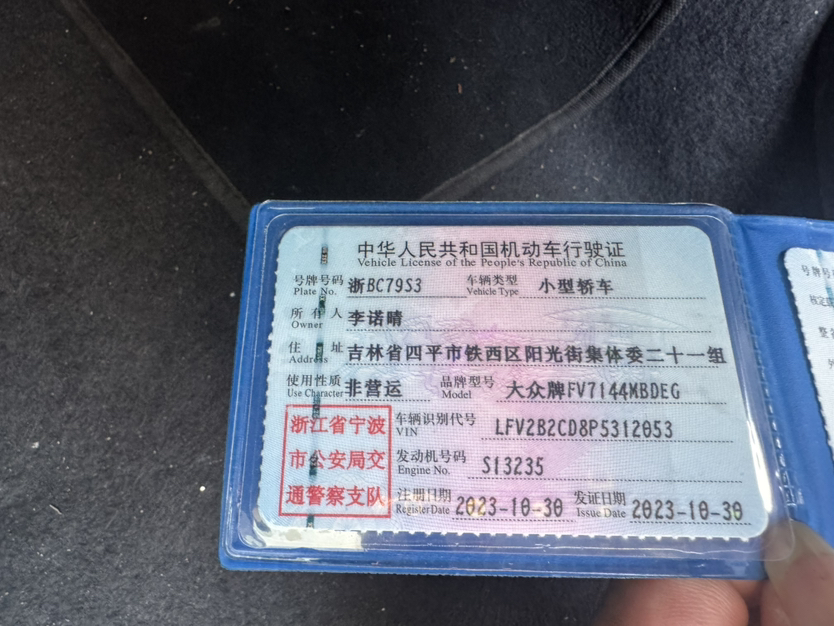 中华人民共和国机动车行驶证
Vehicle License of the People's Republic of China
号牌号码 浙BC79S3 车辆类型 小型轿车
Plate No. Vehicle Type
所有人 李诺晴
Owner
住址 吉林省四平市铁西区阳光街集体委二十一组
Address
使用性质 非营运 品牌型号 大众牌FV7144MBDEG
Use Character Model
浙江省宁波
市公安局交
通警察支队
车辆识别代号 LFV2B2CD8P5312053
VIN
发动机号码 S13235
Engine No.
注册日期 2023-10-30 发证日期 2023-10-30
Register Date Issue Date
号牌号